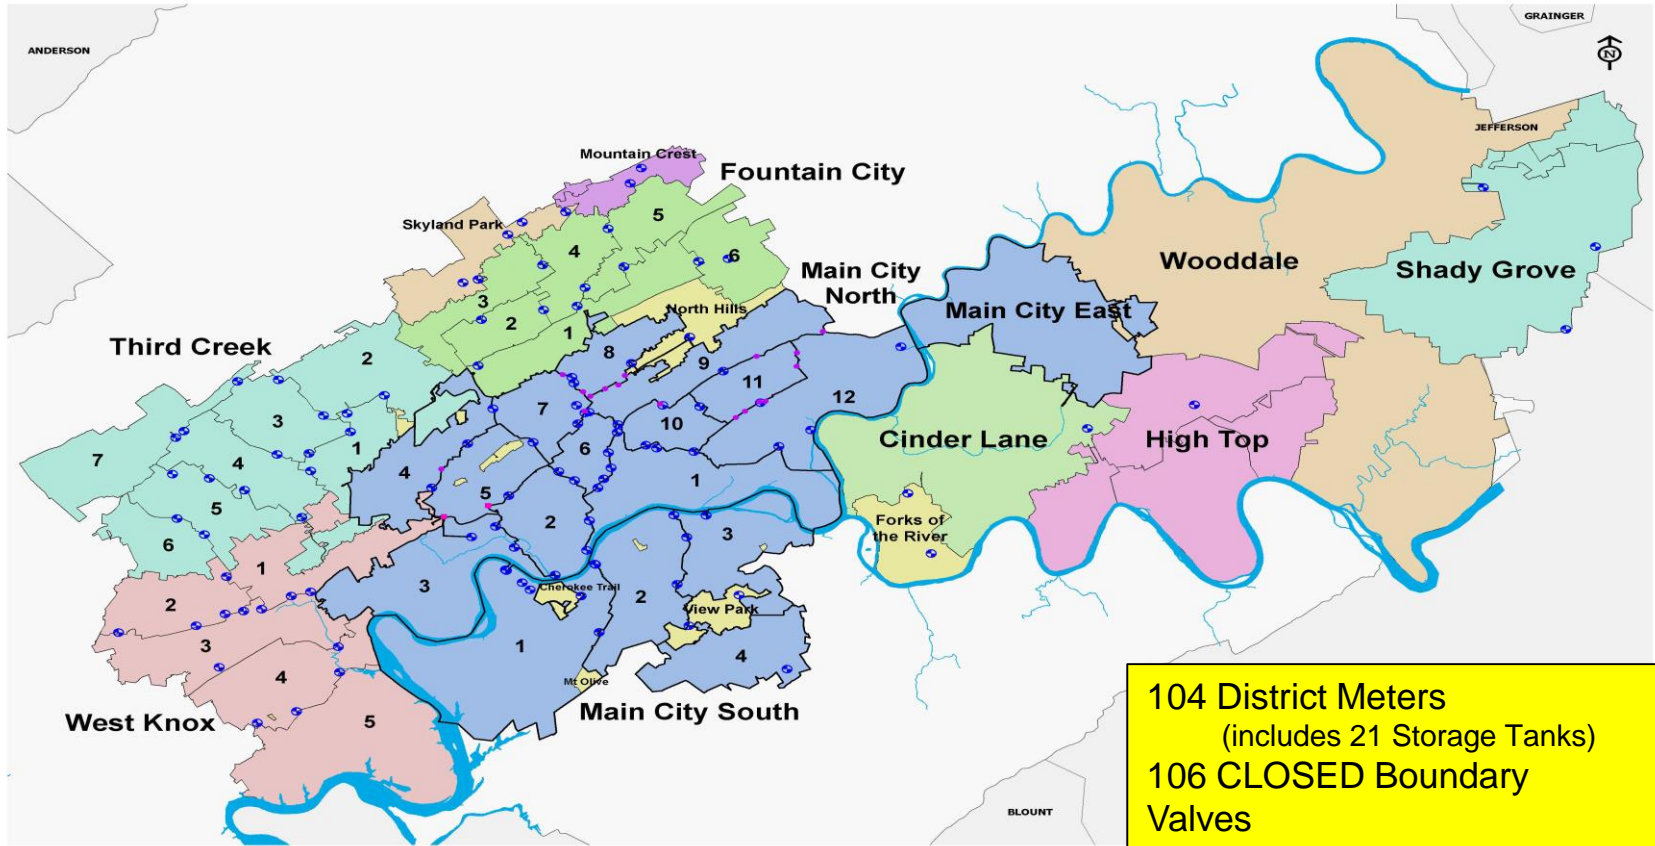 GRAINGER
ANDERSON
N
JEFFERSON
Mountain Crest
Fountain City
5
Skyland Park
4
6
Wooddale
Shady Grove
Main City
North
3
North Hills
Main City East
2
1
Third Creek
2
8
9
11
12
7
3
10
Cinder Lane
High Top
1
6
7
4
4
5
1
5
2
Forks of
the River
3
6
1
3
Cherokee Trail
2
2
View Park
3
1
4
4
Mt Olive
West Knox
5
Main City South
104 District Meters
(includes 21 Storage Tanks)
106 CLOSED Boundary
Valves
BLOUNT